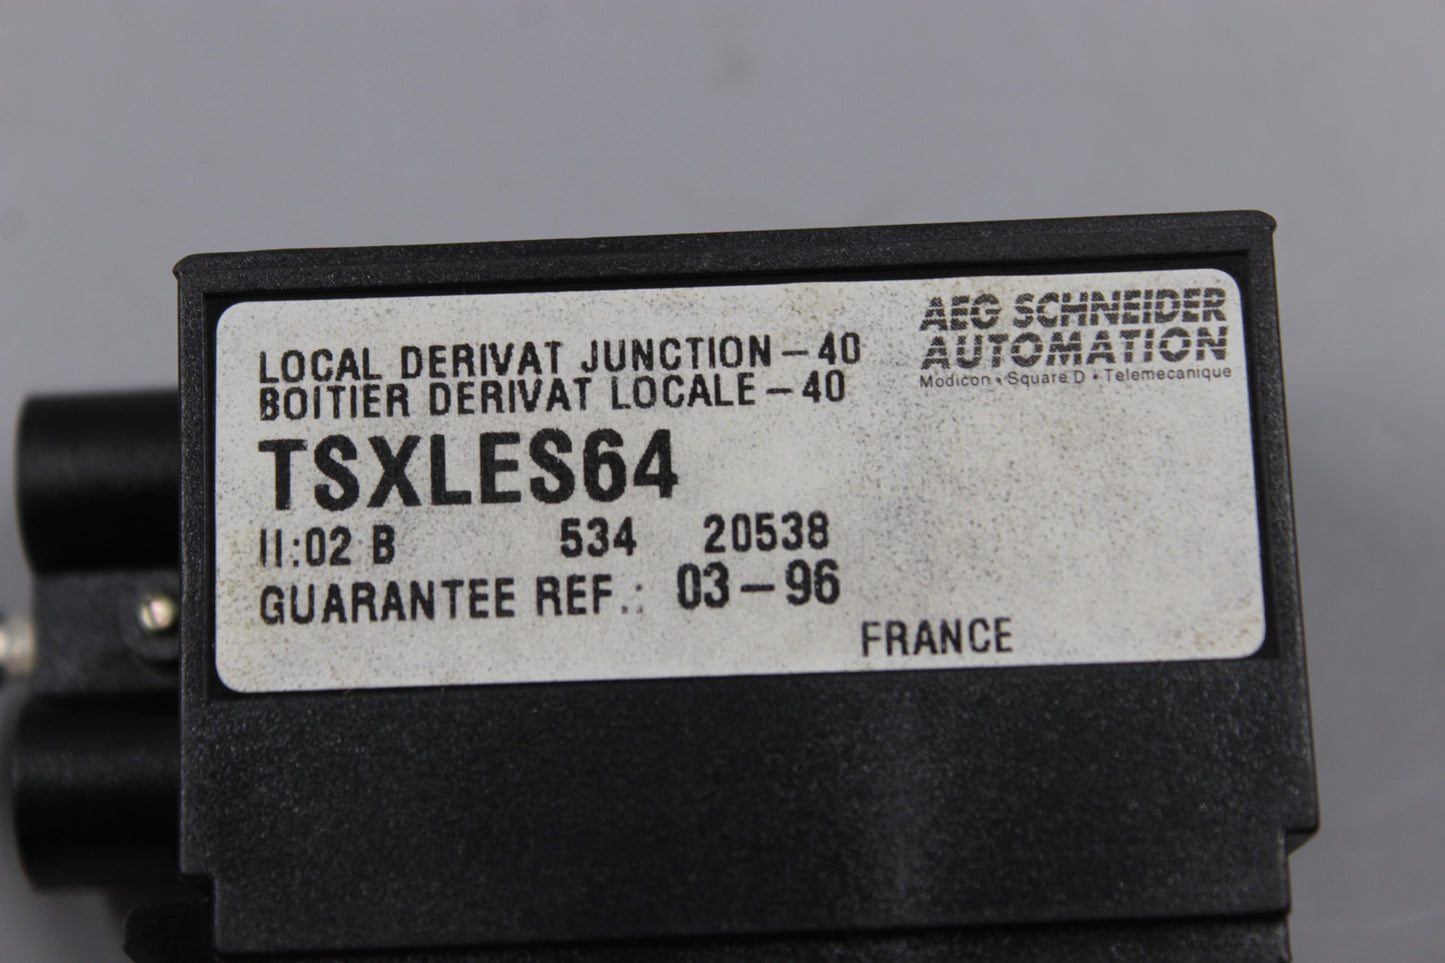 AEG SCHNEIDER
AUTOMATION
Modicon • Square D • Telemecanique
LOCAL DERIVAT JUNCTION – 40
BOITIER DERIVAT LOCALE – 40
TSXLES64
II:02 B 534 20538
GUARANTEE REF.: 03 – 96
FRANCE